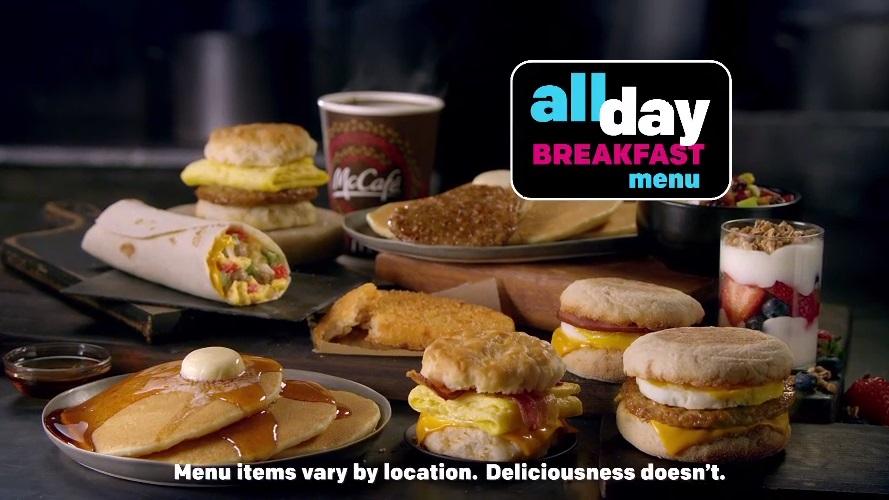 all
day
BREAKFAST
menu
McCafé
Menu items vary by location. Deliciousness doesn't.